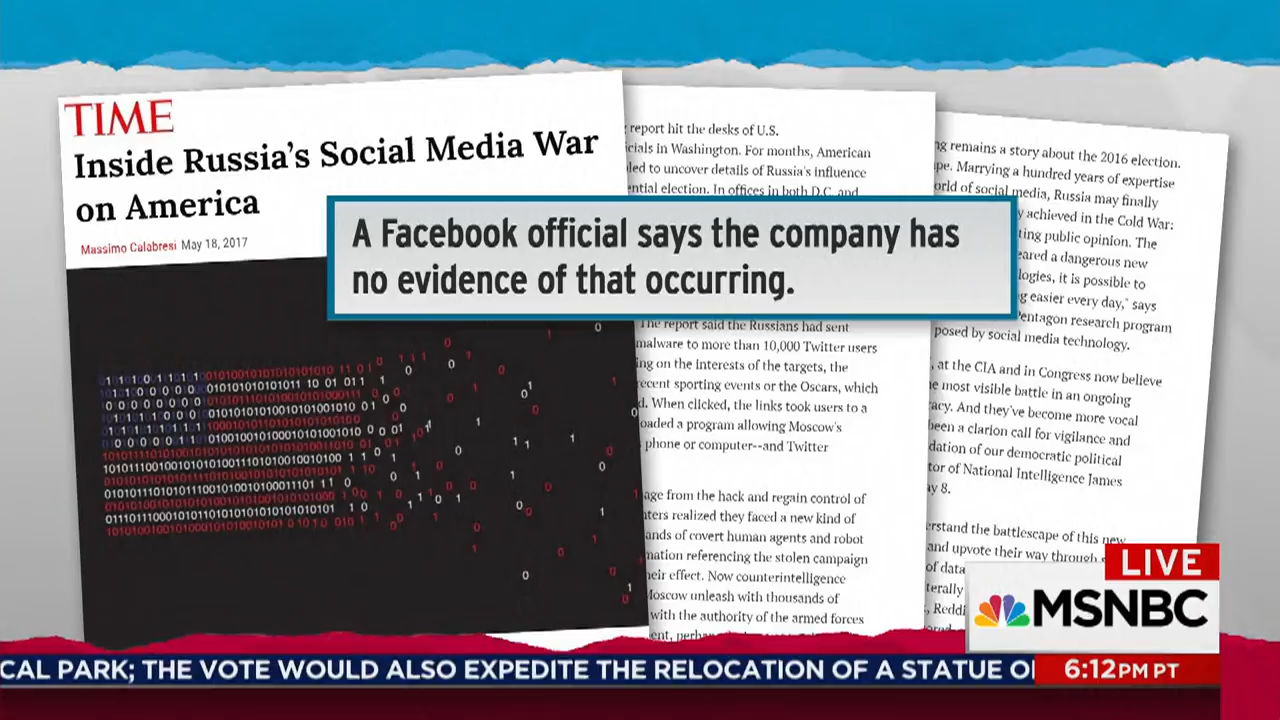 TIME
Inside Russia's Social Media War
on America
Massimo Calabresi May 18, 2017
A Facebook official says the company has
no evidence of that occurring.
report hit the desks of U.S.
cials in Washington. For months, American
led to uncover details of Russia's influence
ential election. In offices in both D.C. and
The report said the Russians had sent
malware to more than 10,000 Twitter users
ing on the interests of the targets, the
recent sporting events or the Oscars, which
d. When clicked, the links took users to a
oaded a program allowing Moscow's
phone or computer--and Twitter
age from the hack and regain control of
ters realized they faced a new kind of
ands of covert human agents and robot
mation referencing the stolen campaign
heir effect. Now counterintelligence
Moscow unleash with thousands of
with the authority of the armed forces
ng remains a story about the 2016 election.
pe. Marrying a hundred years of expertise
orld of social media, Russia may finally
y achieved in the Cold War:
ting public opinion. The
eared a dangerous new
logies, it is possible to
g easier every day," says
Pentagon research program
posed by social media technology.
, at the CIA and in Congress now believe
e most visible battle in an ongoing
racy. And they've become more vocal
been a clarion call for vigilance and
dation of our democratic political
tor of National Intelligence James
ay 8.
erstand the battlescape of this new
and upvote their way through
of data
terally
, Reddi
LIVE
MSNBC
CAL PARK; THE VOTE WOULD ALSO EXPEDITE THE RELOCATION OF A STATUE O
6:12PM PT